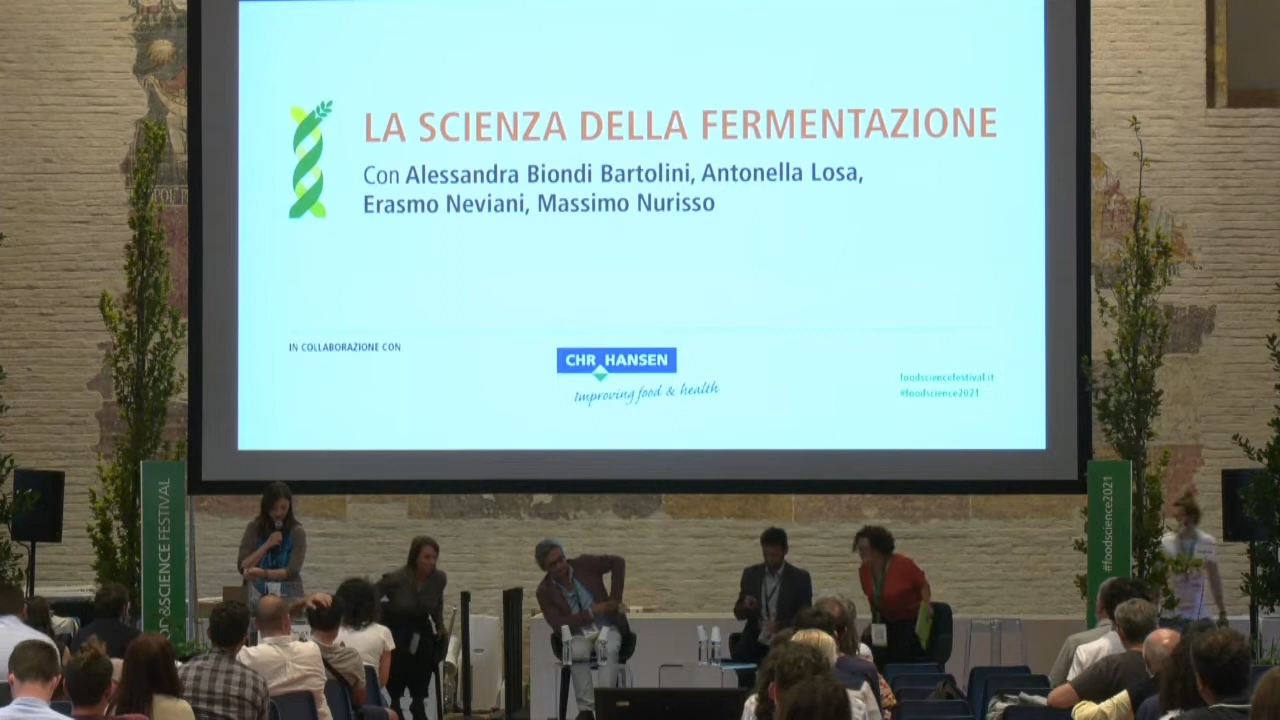 LA SCIENZA DELLA FERMENTAZIONE
Con Alessandra Biondi Bartolini, Antonella Losa,
Erasmo Neviani, Massimo Nurisso
IN COLLABORAZIONE CON
CHR HANSEN
Improving food & health
foodsciencefestival.it
#foodscience2021
&SCIENCE FESTIVAL
#foodscience2021